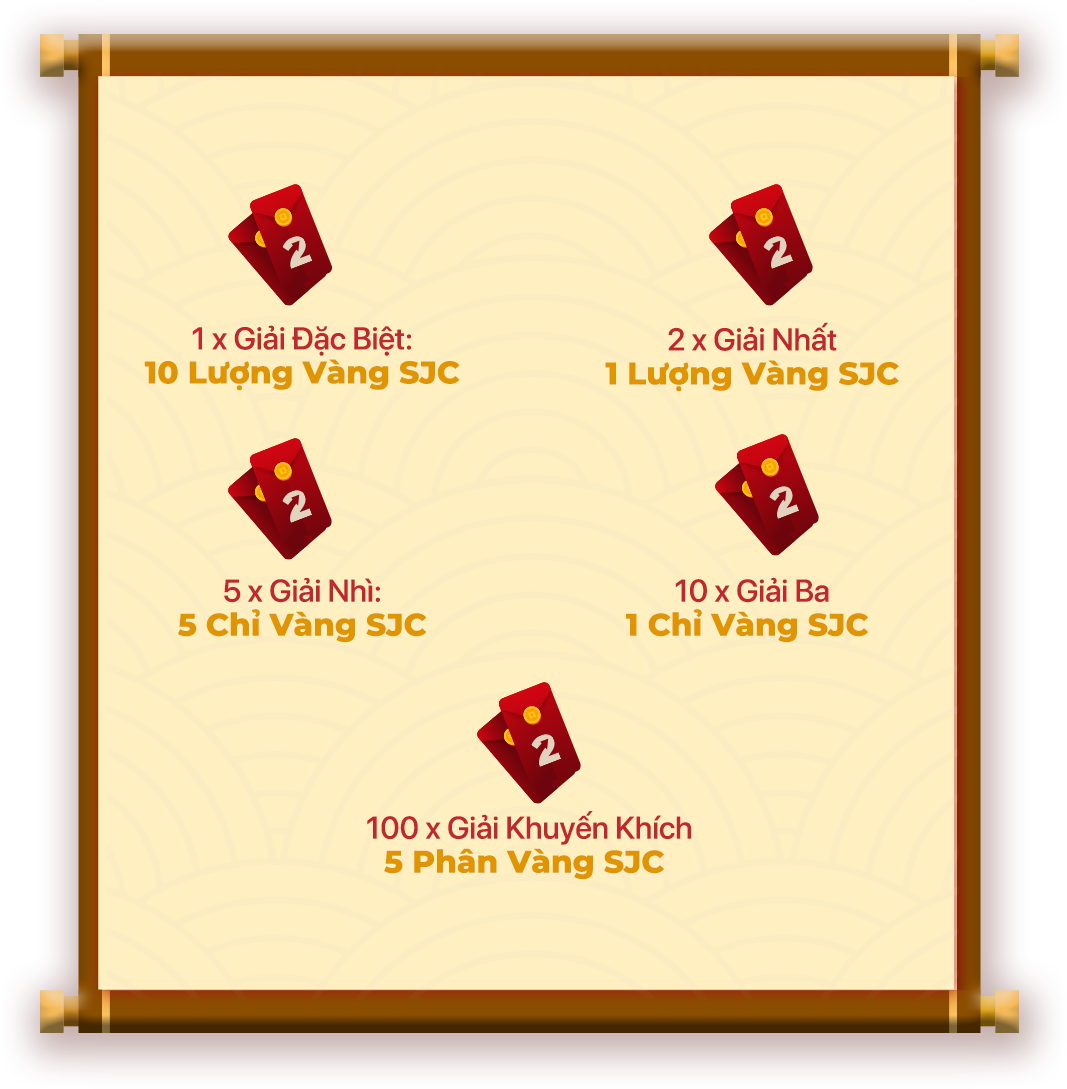 2
2
1 x Giải Đặc Biệt:
10 Lượng Vàng SJC
2 x Giải Nhất
1 Lượng Vàng SJC
2
2
5 x Giải Nhì:
5 Chỉ Vàng SJC
10 x Giải Ba
1 Chỉ Vàng SJC
2
100 x Giải Khuyến Khích
5 Phân Vàng SJC